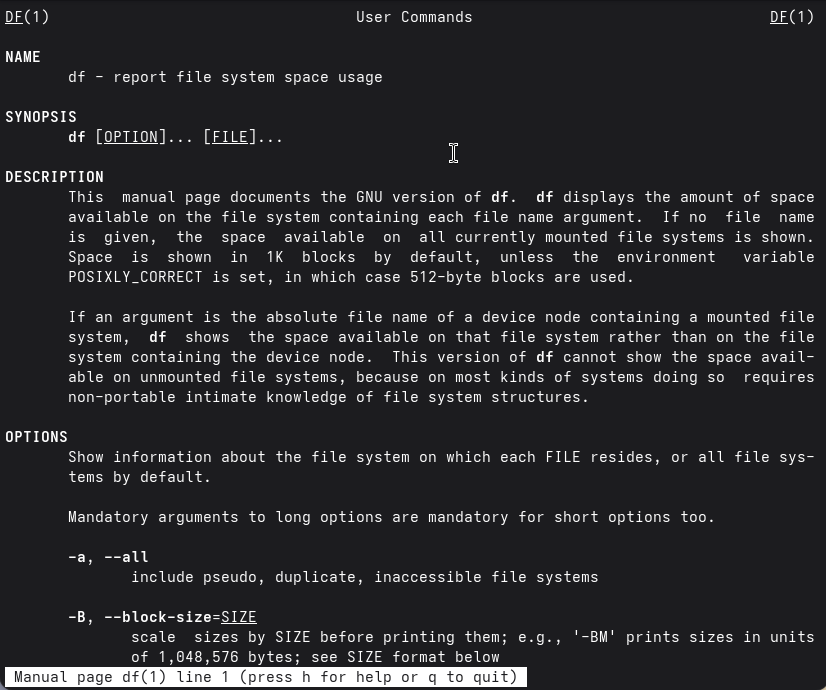 DF(1) User Commands DF(1)
NAME
df - report file system space usage
SYNOPSIS
df [OPTION]... [FILE]...
DESCRIPTION
This  manual page documents the GNU version of df.  df displays the amount of space
available on the file system containing each file name argument.  If no  file  name
is  given,  the  space  available  on  all currently mounted file systems is shown.
Space  is  shown  in  1K  blocks  by  default,  unless  the  environment  variable
POSIXLY_CORRECT is set, in which case 512-byte blocks are used.
If an argument is the absolute file name of a device node containing a mounted file
system,  df  shows  the space available on that file system rather than on the file
system containing the device node.  This version of df cannot show the space avail-
able on unmounted file systems, because on most kinds of systems doing so  requires
non-portable intimate knowledge of file system structures.
OPTIONS
Show information about the file system on which each FILE resides, or all file sys-
tems by default.
Mandatory arguments to long options are mandatory for short options too.
-a, --all
include pseudo, duplicate, inaccessible file systems
-B, --block-size=SIZE
scale  sizes by SIZE before printing them; e.g., '-BM' prints sizes in units
of 1,048,576 bytes; see SIZE format below
Manual page df(1) line 1 (press h for help or q to quit)